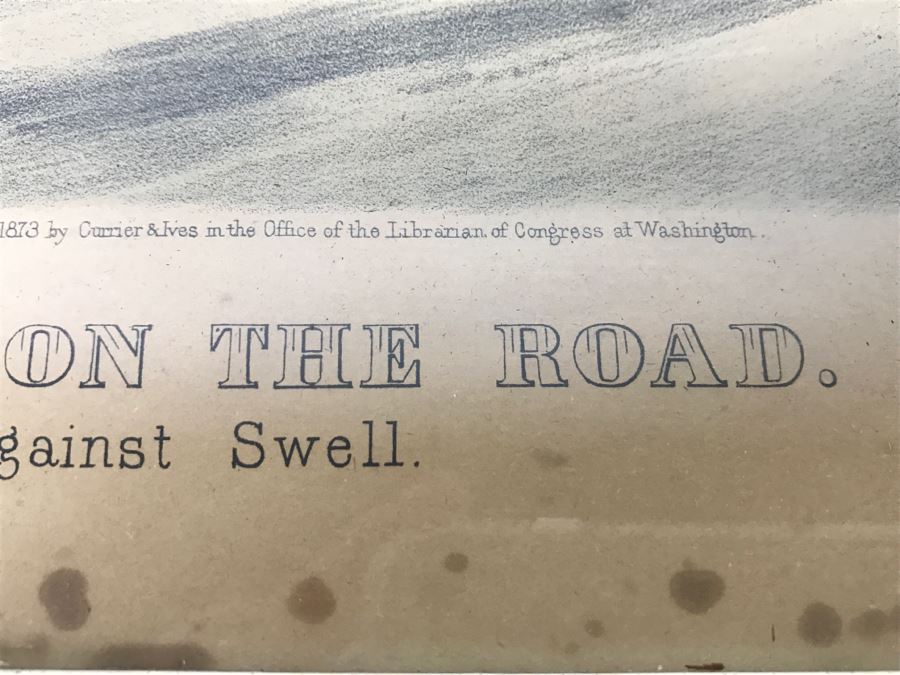 1873 by Currier & Ives in the Office of the Librarian of Congress at Washington.
ON THE ROAD.
gainst Swell.